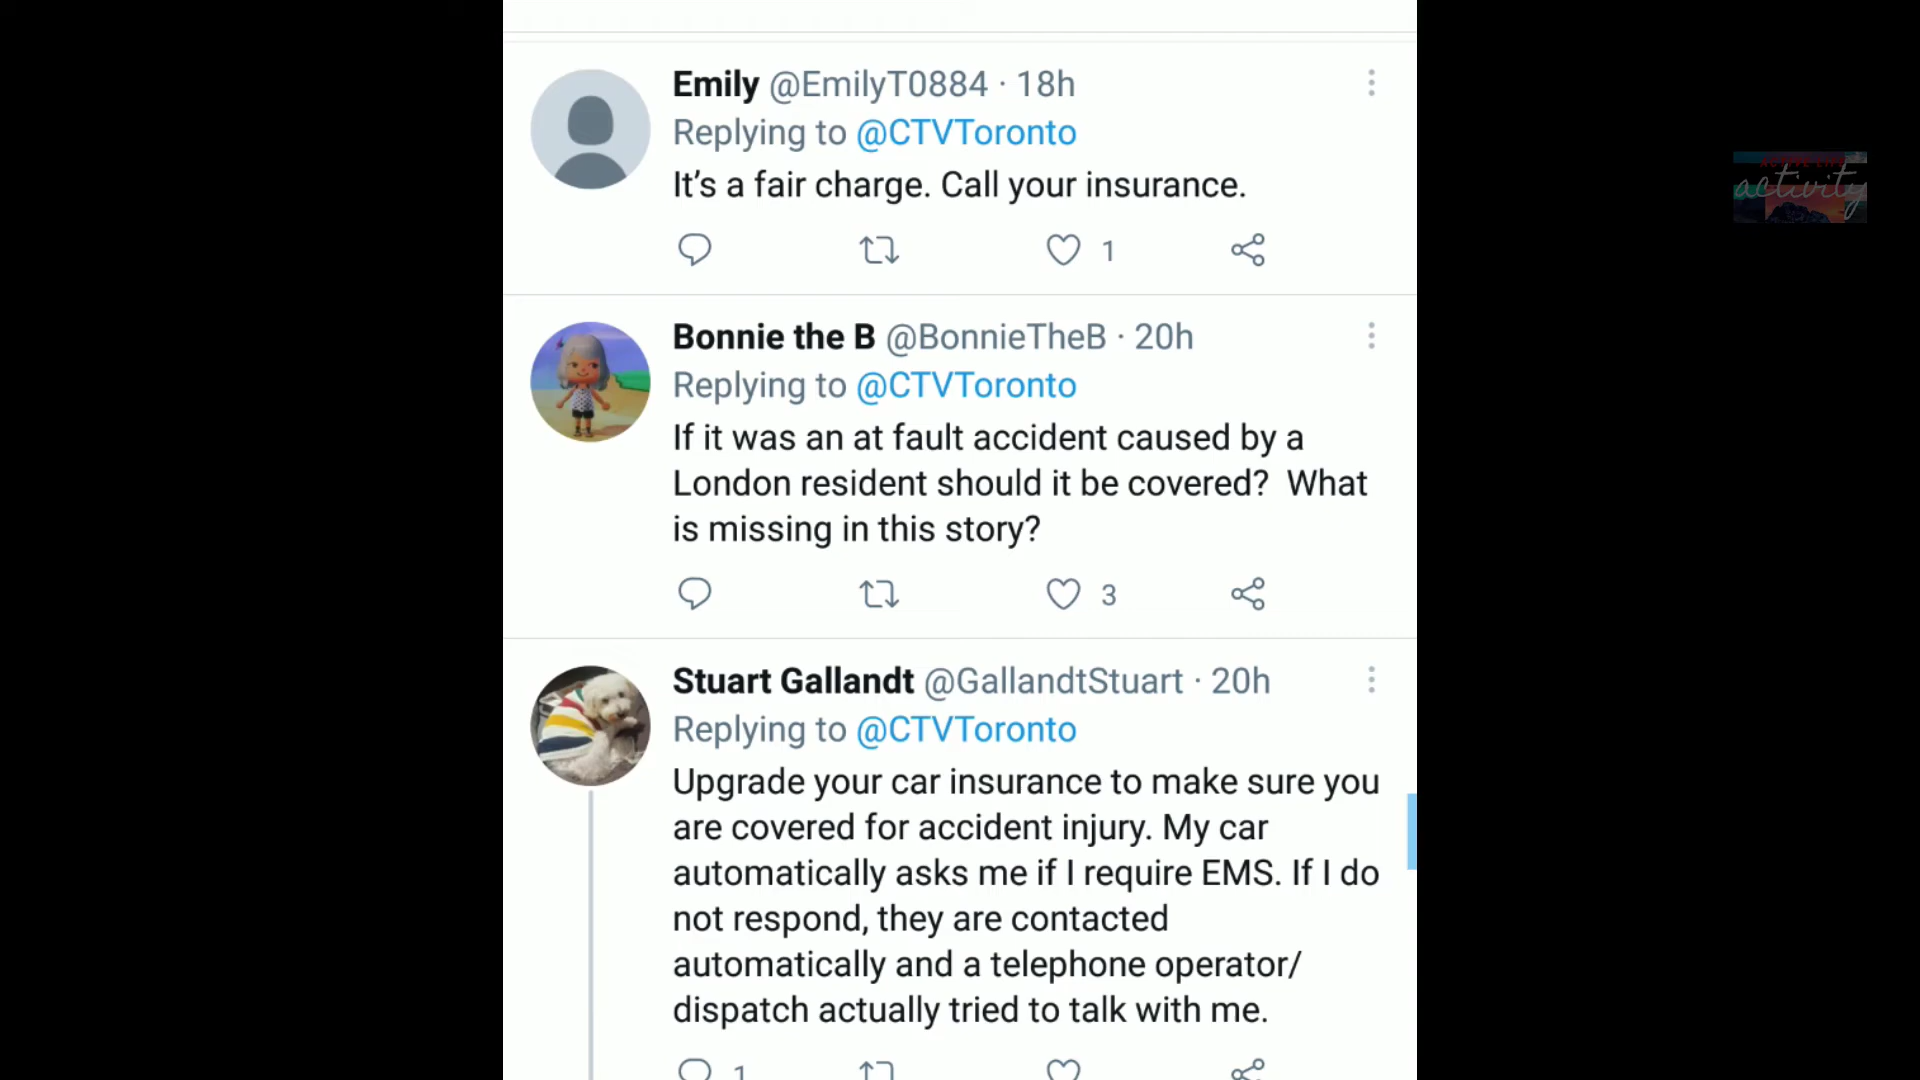 Emily @EmilyT0884 · 18h
Replying to @CTVToronto
It's a fair charge. Call your insurance.
1
Bonnie the B @BonnieTheB · 20h
Replying to @CTVToronto
If it was an at fault accident caused by a
London resident should it be covered?  What
is missing in this story?
3
Stuart Gallandt @GallandtStuart · 20h
Replying to @CTVToronto
Upgrade your car insurance to make sure you
are covered for accident injury. My car
automatically asks me if I require EMS. If I do
not respond, they are contacted
automatically and a telephone operator/
dispatch actually tried to talk with me.
1
activity